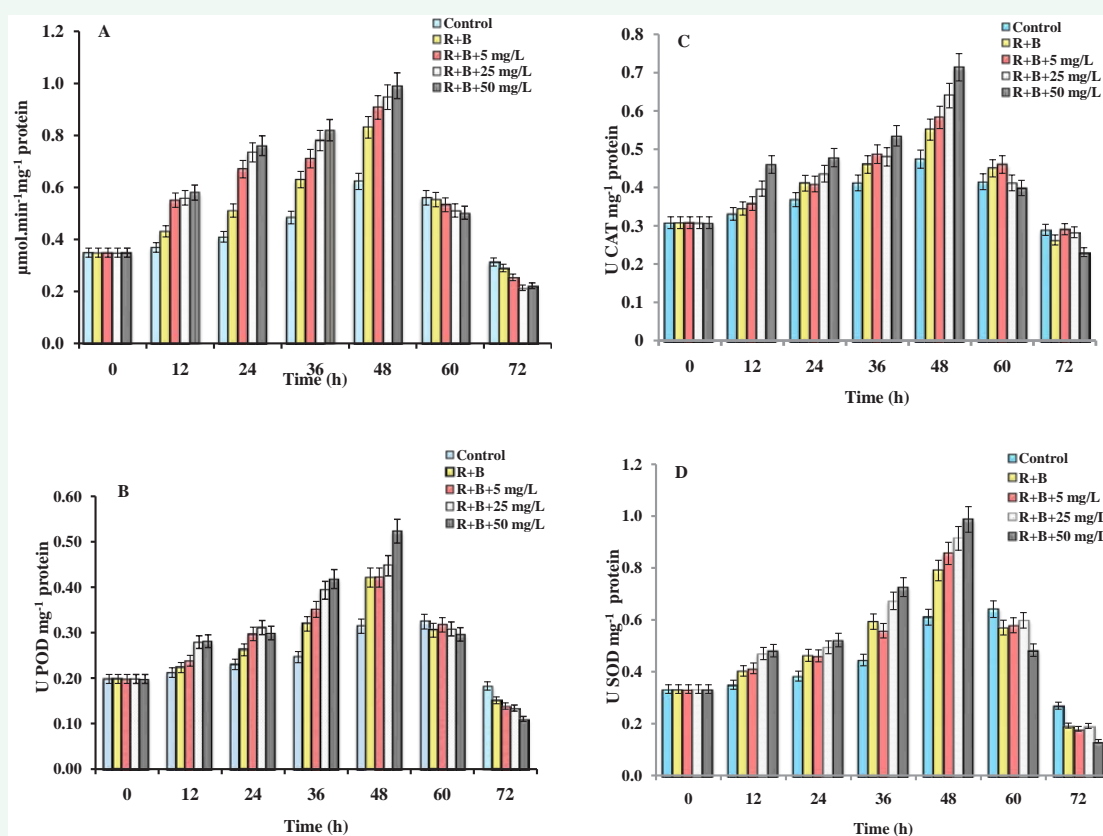 A
Control
R+B
R+B+5 mg/L
R+B+25 mg/L
R+B+50 mg/L
1.2
1.0
0.8
0.6
0.4
0.2
0.0
µmol.min⁻¹mg⁻¹ protein
0 12 24 36 48 60 72
Time (h)
C
Control
R+B
R+B+5 mg/L
R+B+25 mg/L
R+B+50 mg/L
0.8
0.7
0.6
0.5
0.4
0.3
0.2
0.1
0
U CAT mg⁻¹ protein
0 12 24 36 48 60 72
Time (h)
B
Control
R+B
R+B+5 mg/L
R+B+25 mg/L
R+B+50 mg/L
0.60
0.50
0.40
0.30
0.20
0.10
0.00
U POD mg⁻¹ protein
0 12 24 36 48 60 72
Time (h)
D
Control
R+B
R+B+5 mg/L
R+B+25 mg/L
R+B+50 mg/L
1.2
1.0
0.8
0.6
0.4
0.2
0.0
U SOD mg⁻¹ protein
0 12 24 36 48 60 72
Time (h)